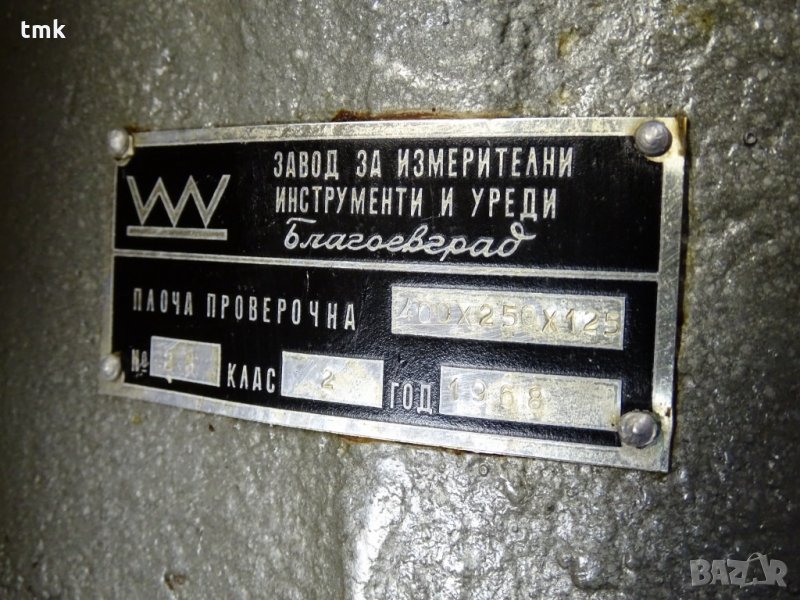 tmk
ЗАВОД ЗА ИЗМЕРИТЕЛНИ
ИНСТРУМЕНТИ И УРЕДИ
Благоевград
ПЛОЧА ПРОВЕРОЧНА 400X250X125
№ КЛАС 2 ГОД 1968
BAZAR